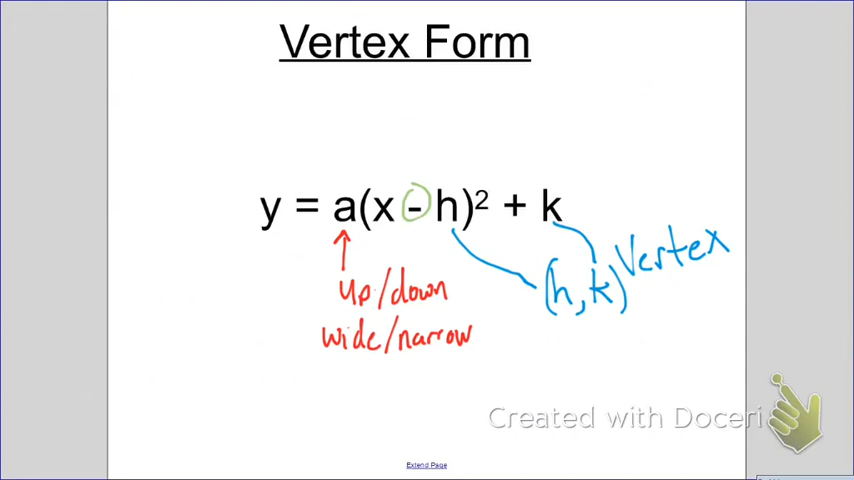 Vertex Form
y = a(x - h)² + k
up/down
wide/narrow
(h, k) Vertex
Created with Doceri
Extend Page